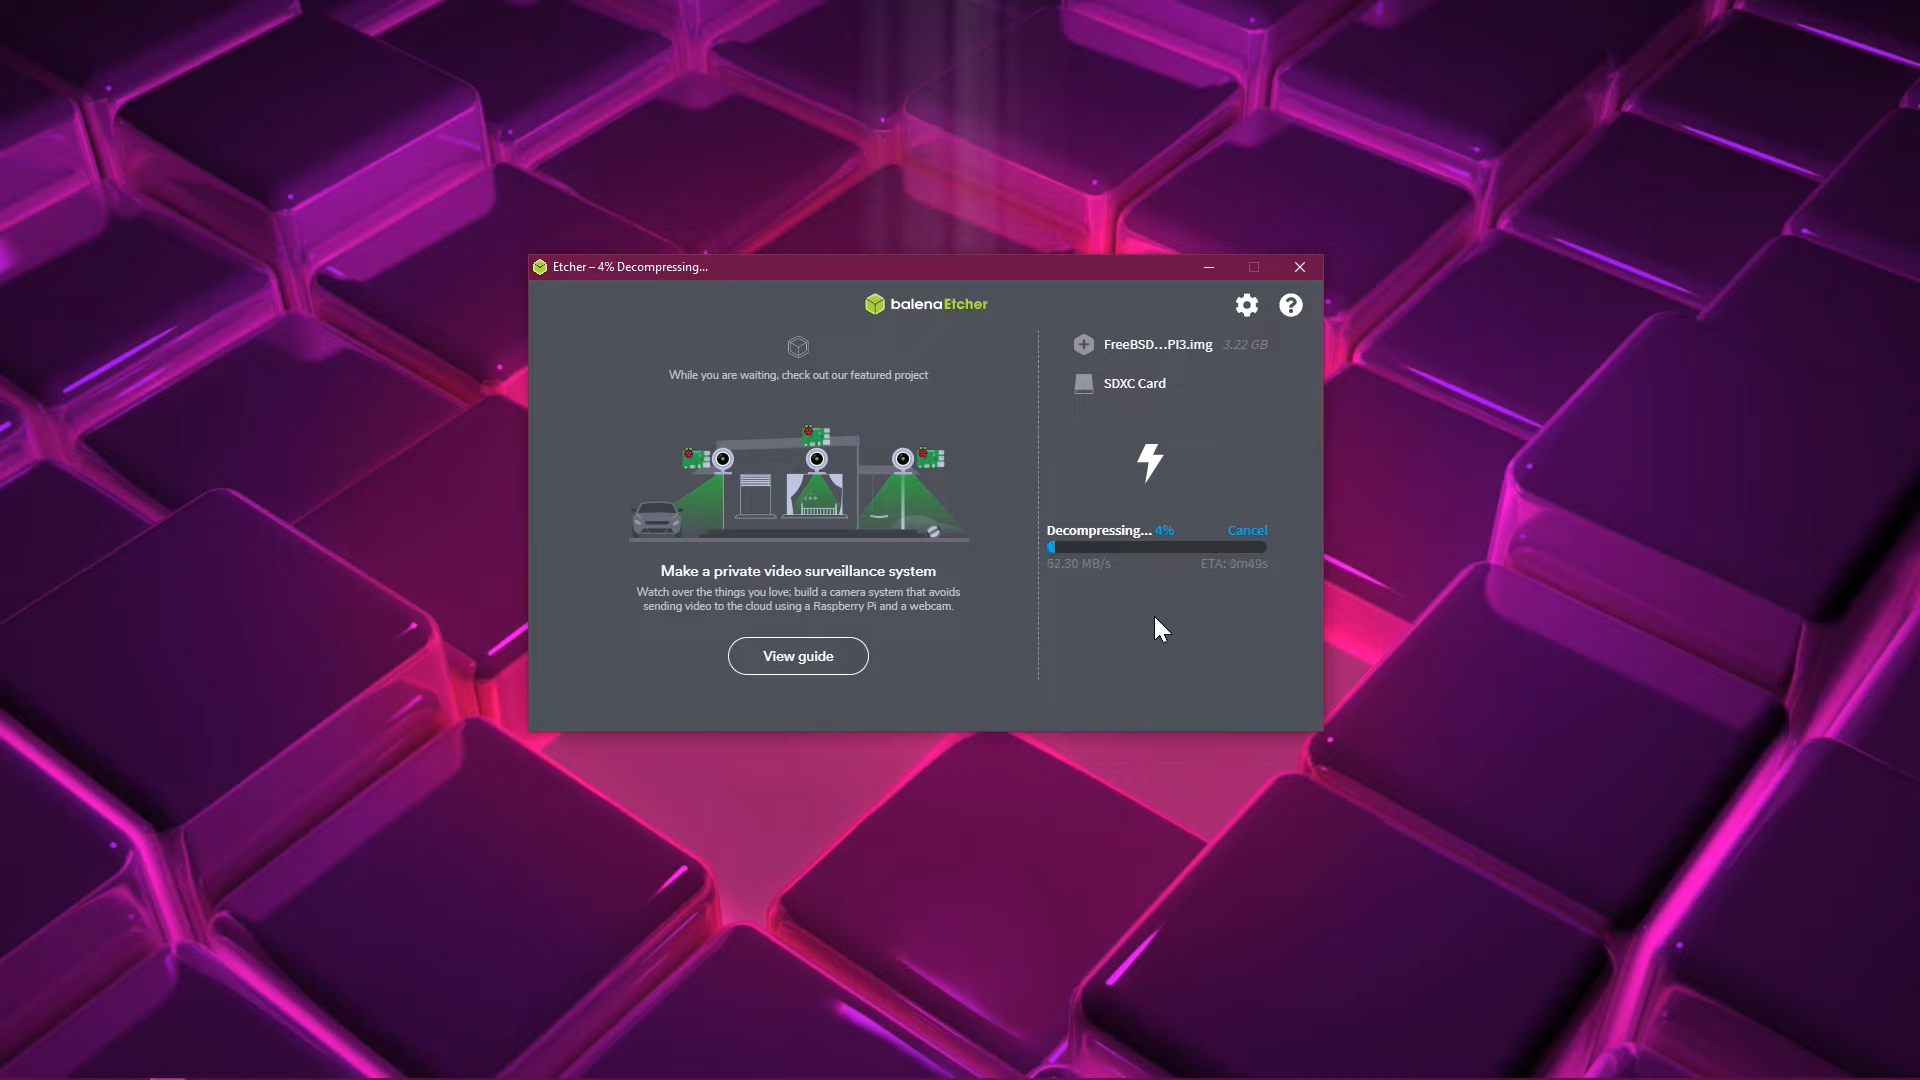 Etcher – 4% Decompressing...
balenaEtcher
While you are waiting, check out our featured project
Make a private video surveillance system
Watch over the things you love; build a camera system that avoids
sending video to the cloud using a Raspberry Pi and a webcam.
View guide
FreeBSD...PI3.img 3.22 GB
SDXC Card
Decompressing... 4% Cancel
62.30 MB/s ETA: 0m49s